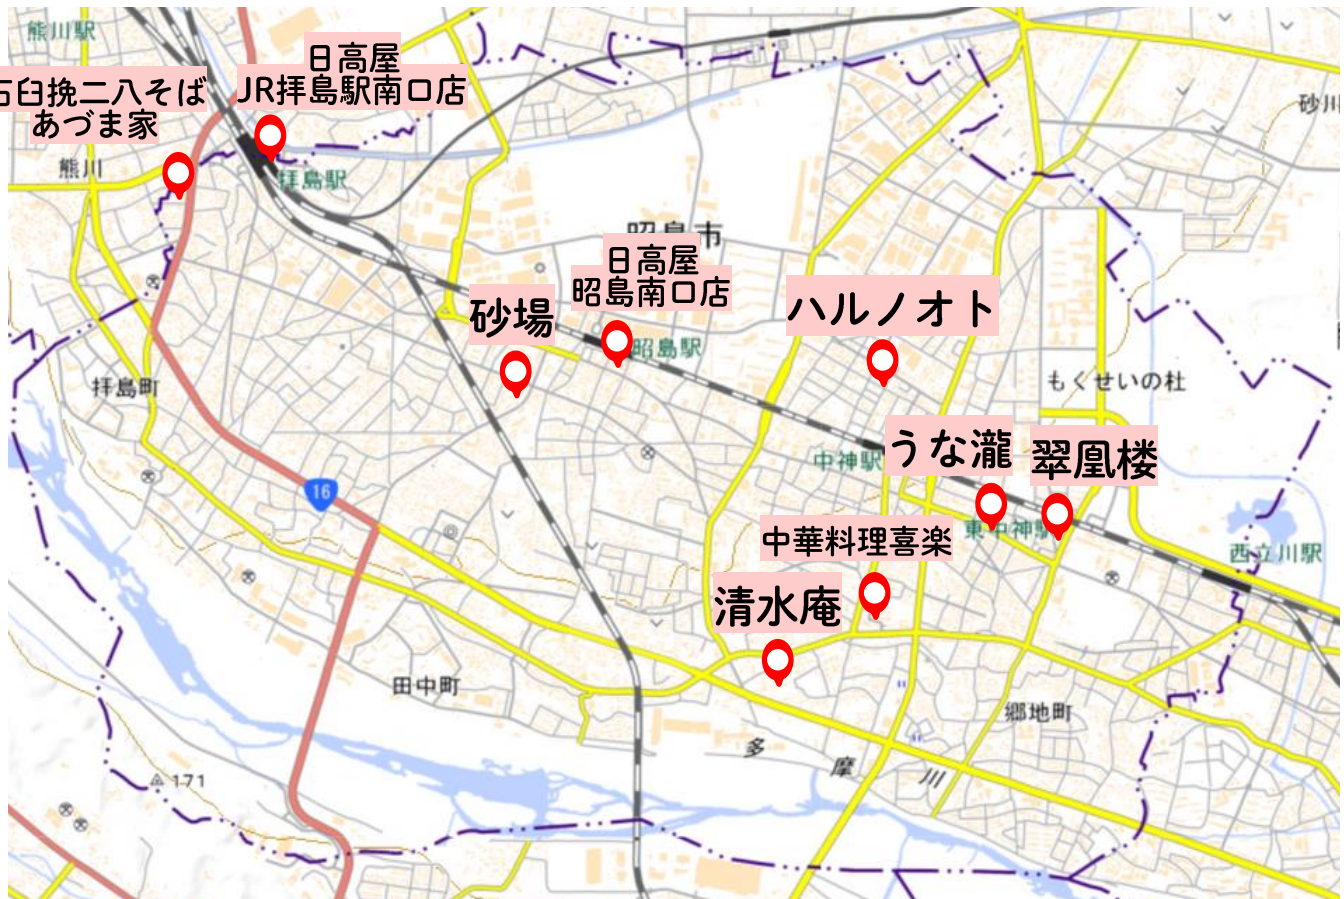 熊川駅
日高屋
JR拝島駅南口店
石臼挽二八そば
あづま家
砂川
熊川
拝島駅
昭島市
日高屋
昭島南口店
ハルノオト
砂場
昭島駅
もくせいの杜
拝島町
うな瀧
翠凰楼
中神駅
16
東中神駅
中華料理喜楽
西立川駅
清水庵
田中町
郷地町
多摩川
171